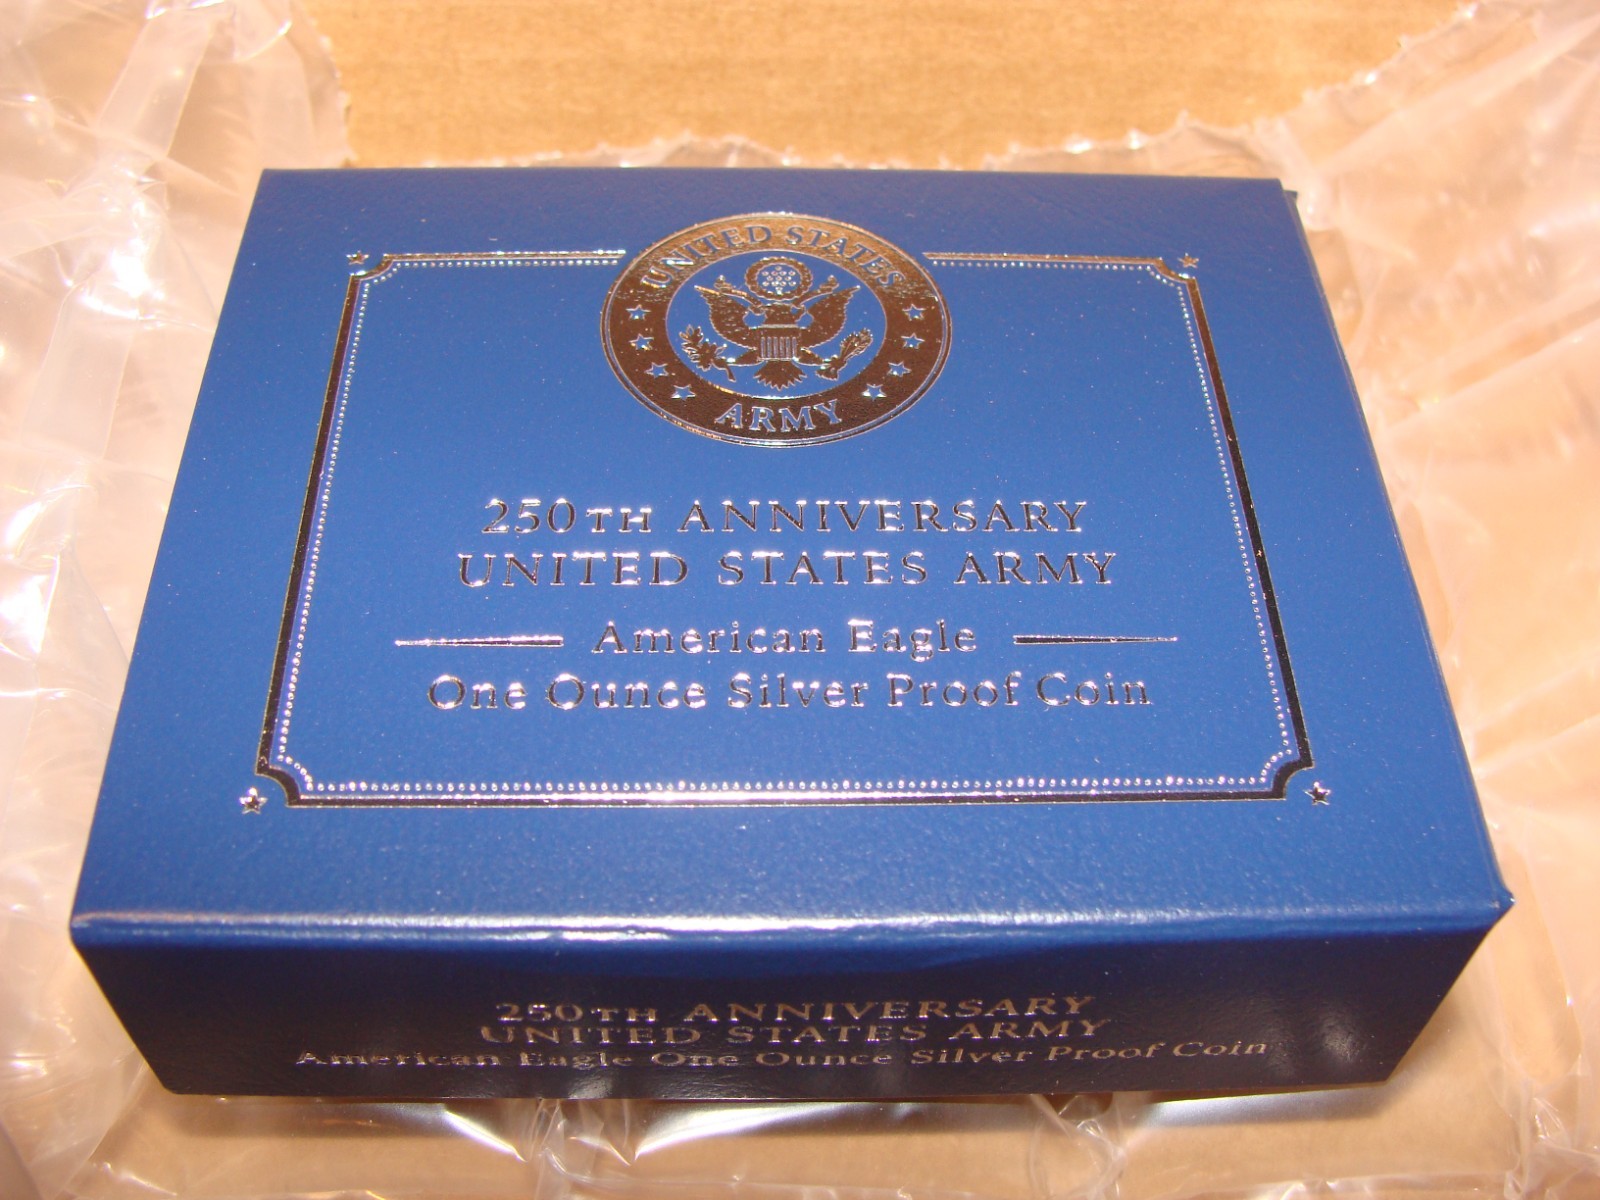 UNITED STATES
ARMY
250TH ANNIVERSARY
UNITED STATES ARMY
American Eagle
One Ounce Silver Proof Coin
250TH ANNIVERSARY
UNITED STATES ARMY
American Eagle One Ounce Silver Proof Coin